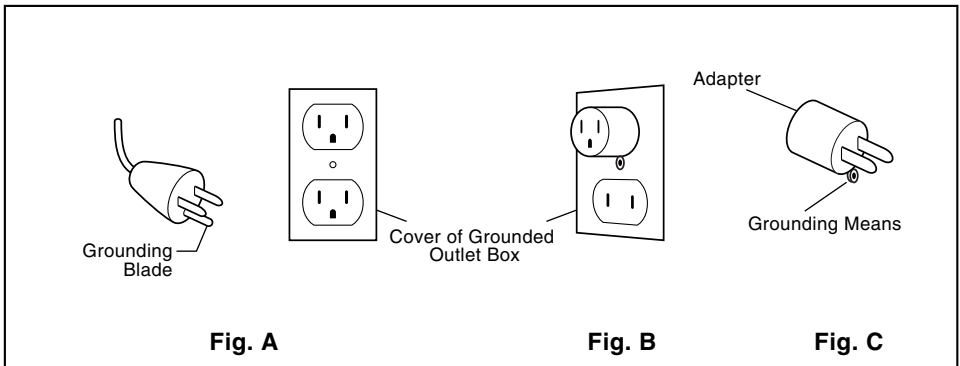 Adapter
Grounding Means
Cover of Grounded
Outlet Box
Grounding
Blade
Fig. A
Fig. B
Fig. C